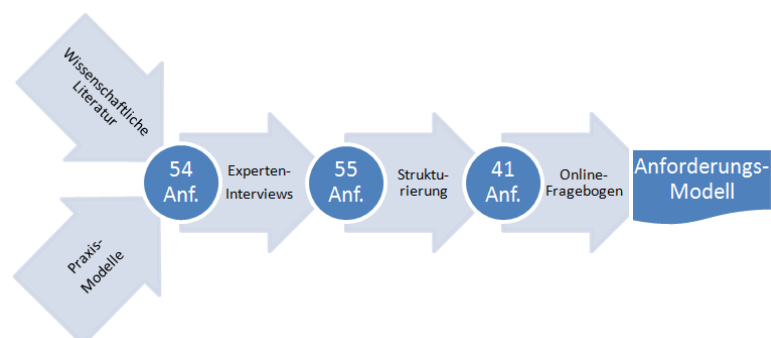 Wissenschaftliche
Literatur
Praxis-
Modelle
54
Anf.
Experten-
Interviews
55
Anf.
Struktu-
rierung
41
Anf.
Online-
Fragebogen
Anforderungs-
Modell